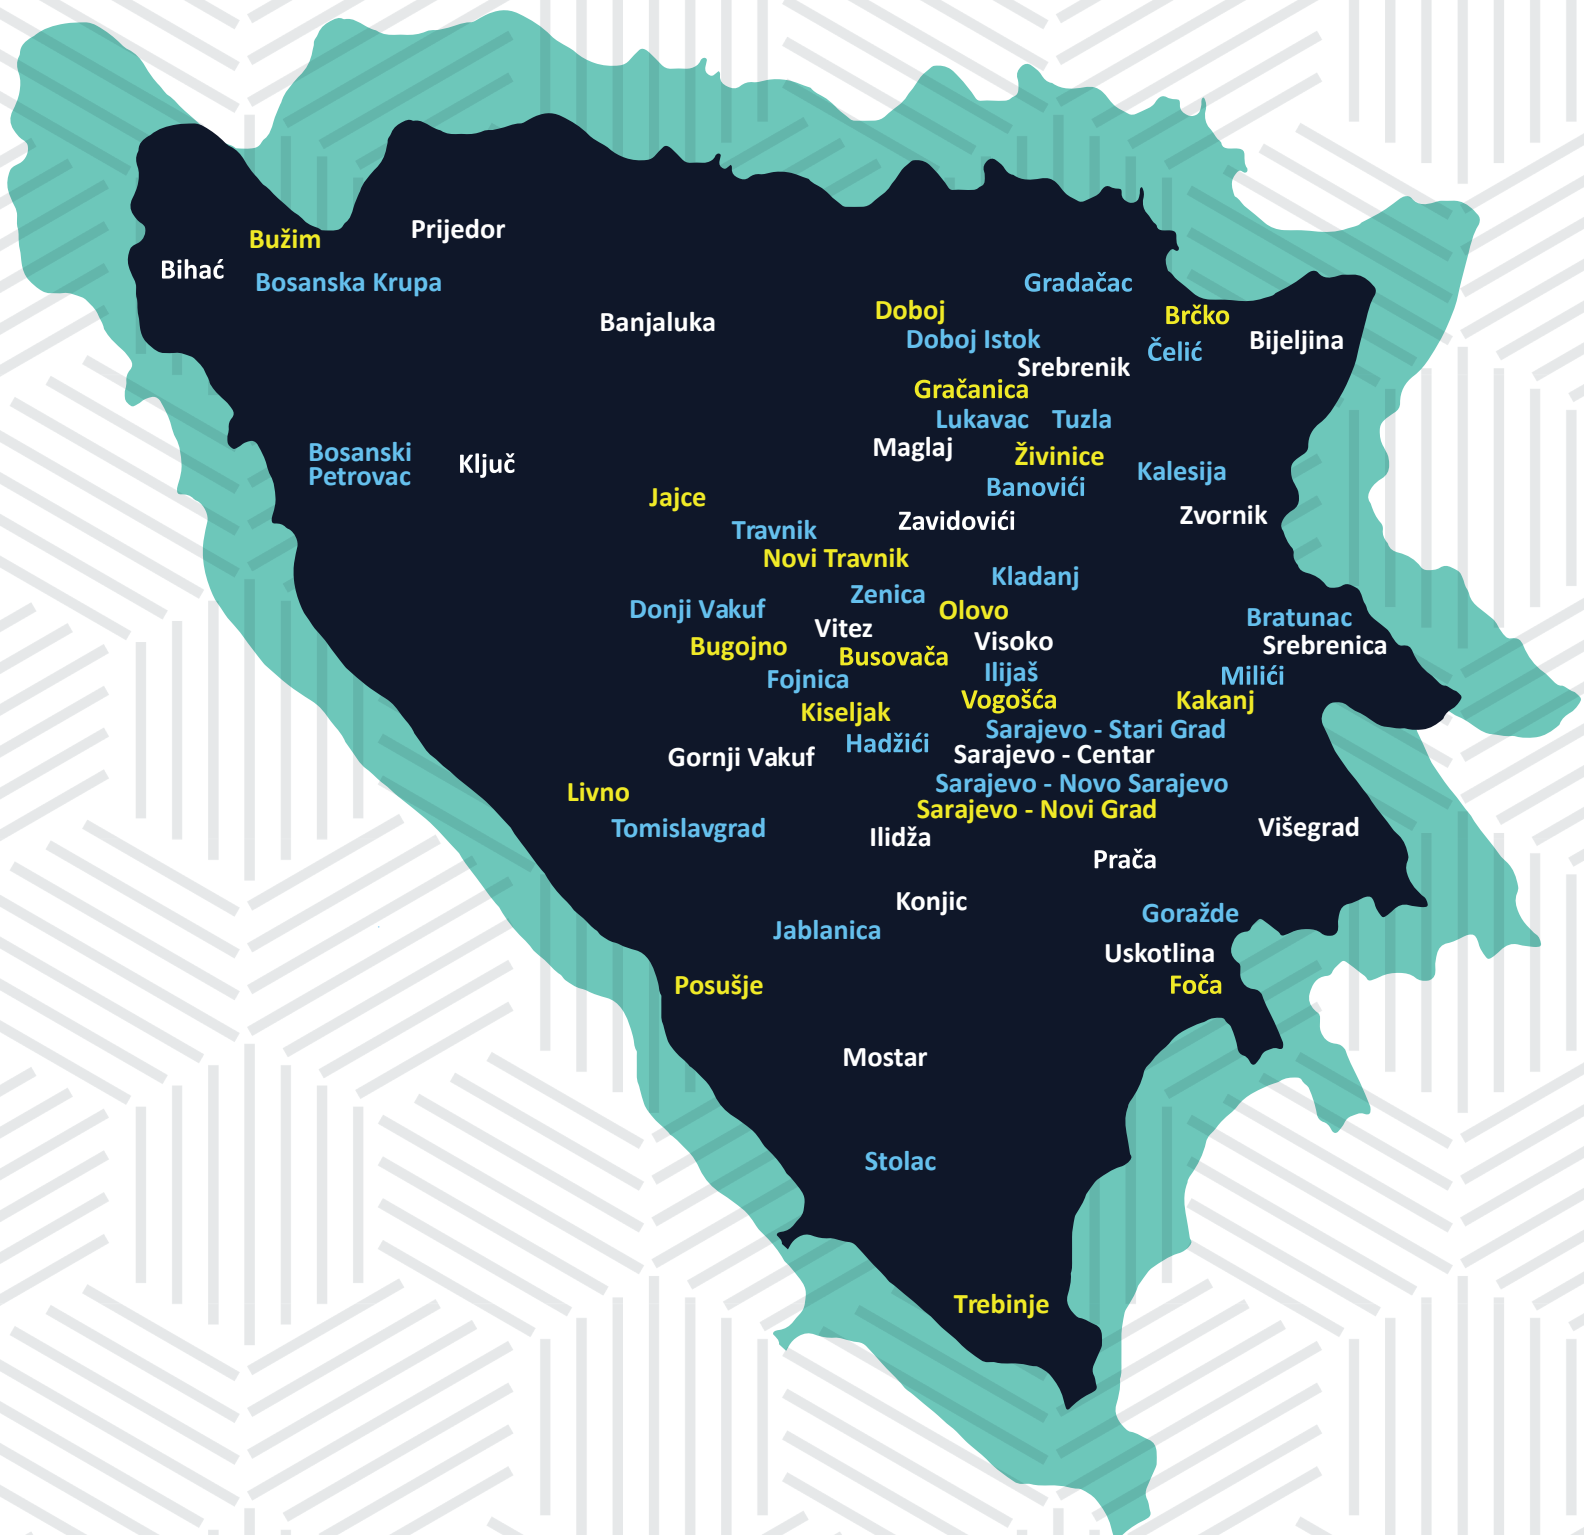 Prijedor
Bužim
Bihać
Bosanska Krupa
Gradačac
Doboj
Brčko
Banjaluka
Doboj Istok
Bijeljina
Čelić
Srebrenik
Gračanica
Lukavac
Tuzla
Maglaj
Bosanski
Petrovac
Živinice
Ključ
Kalesija
Banovići
Jajce
Zvornik
Zavidovići
Travnik
Novi Travnik
Kladanj
Zenica
Donji Vakuf
Olovo
Bratunac
Vitez
Visoko
Bugojno
Srebrenica
Busovača
Ilijaš
Milići
Fojnica
Vogošća
Kakanj
Kiseljak
Sarajevo - Stari Grad
Hadžići
Sarajevo - Centar
Gornji Vakuf
Sarajevo - Novo Sarajevo
Livno
Sarajevo - Novi Grad
Tomislavgrad
Višegrad
Ilidža
Prača
Konjic
Goražde
Jablanica
Uskotlina
Posušje
Foča
Mostar
Stolac
Trebinje